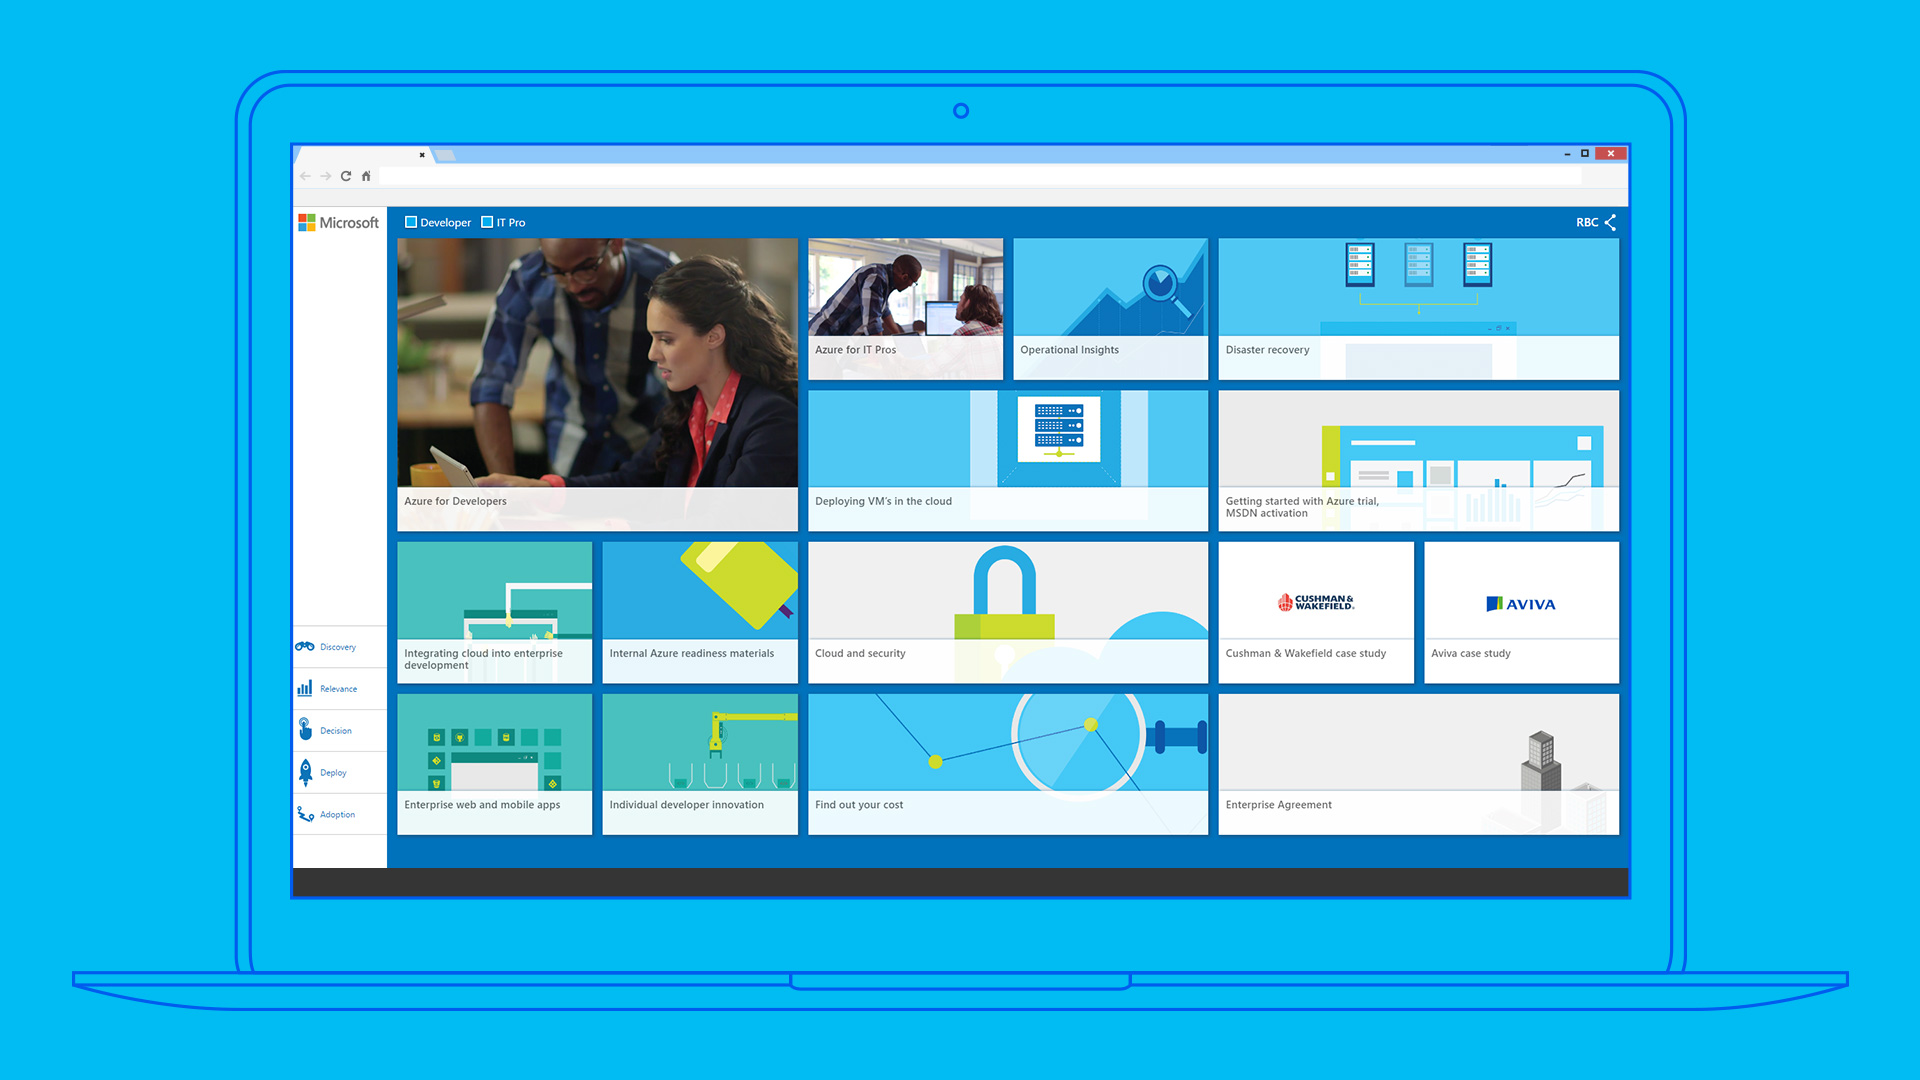 Microsoft
Developer
IT Pro
RBC
Azure for Developers
Azure for IT Pros
Operational Insights
Disaster recovery
Deploying VM's in the cloud
Getting started with Azure trial,
MSDN activation
Integrating cloud into enterprise
development
Internal Azure readiness materials
Cloud and security
CUSHMAN &
WAKEFIELD.
Cushman & Wakefield case study
AVIVA
Aviva case study
Enterprise web and mobile apps
Individual developer innovation
Find out your cost
Enterprise Agreement
Discovery
Relevance
Decision
Deploy
Adoption